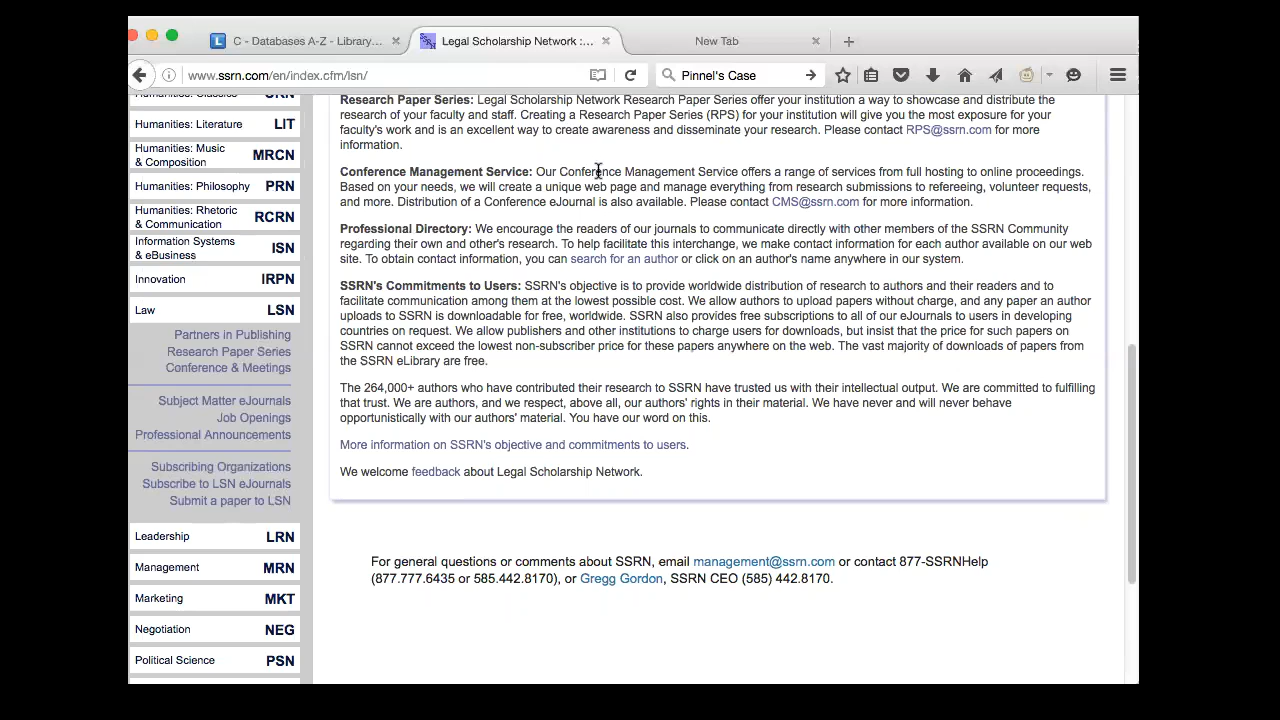 C - Databases A-Z - Library...
Legal Scholarship Network :...
New Tab
www.ssrn.com/en/index.cfm/lsn/
Pinnel's Case
LIT
Humanities: Literature
Humanities: Music
& Composition
MRCN
Humanities: Philosophy
PRN
Humanities: Rhetoric
& Communication
RCRN
Information Systems
& eBusiness
ISN
Innovation
IRPN
Law
LSN
Partners in Publishing
Research Paper Series
Conference & Meetings
Subject Matter eJournals
Job Openings
Professional Announcements
Subscribing Organizations
Subscribe to LSN eJournals
Submit a paper to LSN
Leadership
LRN
Management
MRN
Marketing
MKT
Negotiation
NEG
Political Science
PSN
Research Paper Series: Legal Scholarship Network Research Paper Series offer your institution a way to showcase and distribute the
research of your faculty and staff. Creating a Research Paper Series (RPS) for your institution will give you the most exposure for your
faculty's work and is an excellent way to create awareness and disseminate your research. Please contact RPS@ssrn.com for more
information.
Conference Management Service: Our Conference Management Service offers a range of services from full hosting to online proceedings.
Based on your needs, we will create a unique web page and manage everything from research submissions to refereeing, volunteer requests,
and more. Distribution of a Conference eJournal is also available. Please contact CMS@ssrn.com for more information.
Professional Directory: We encourage the readers of our journals to communicate directly with other members of the SSRN Community
regarding their own and other's research. To help facilitate this interchange, we make contact information for each author available on our web
site. To obtain contact information, you can search for an author or click on an author's name anywhere in our system.
SSRN's Commitments to Users: SSRN's objective is to provide worldwide distribution of research to authors and their readers and to
facilitate communication among them at the lowest possible cost. We allow authors to upload papers without charge, and any paper an author
uploads to SSRN is downloadable for free, worldwide. SSRN also provides free subscriptions to all of our eJournals to users in developing
countries on request. We allow publishers and other institutions to charge users for downloads, but insist that the price for such papers on
SSRN cannot exceed the lowest non-subscriber price for these papers anywhere on the web. The vast majority of downloads of papers from
the SSRN eLibrary are free.
The 264,000+ authors who have contributed their research to SSRN have trusted us with their intellectual output. We are committed to fulfilling
that trust. We are authors, and we respect, above all, our authors' rights in their material. We have never and will never behave
opportunistically with our authors' material. You have our word on this.
More information on SSRN's objective and commitments to users.
We welcome feedback about Legal Scholarship Network.
For general questions or comments about SSRN, email management@ssrn.com or contact 877-SSRNHelp
(877.777.6435 or 585.442.8170), or Gregg Gordon, SSRN CEO (585) 442.8170.